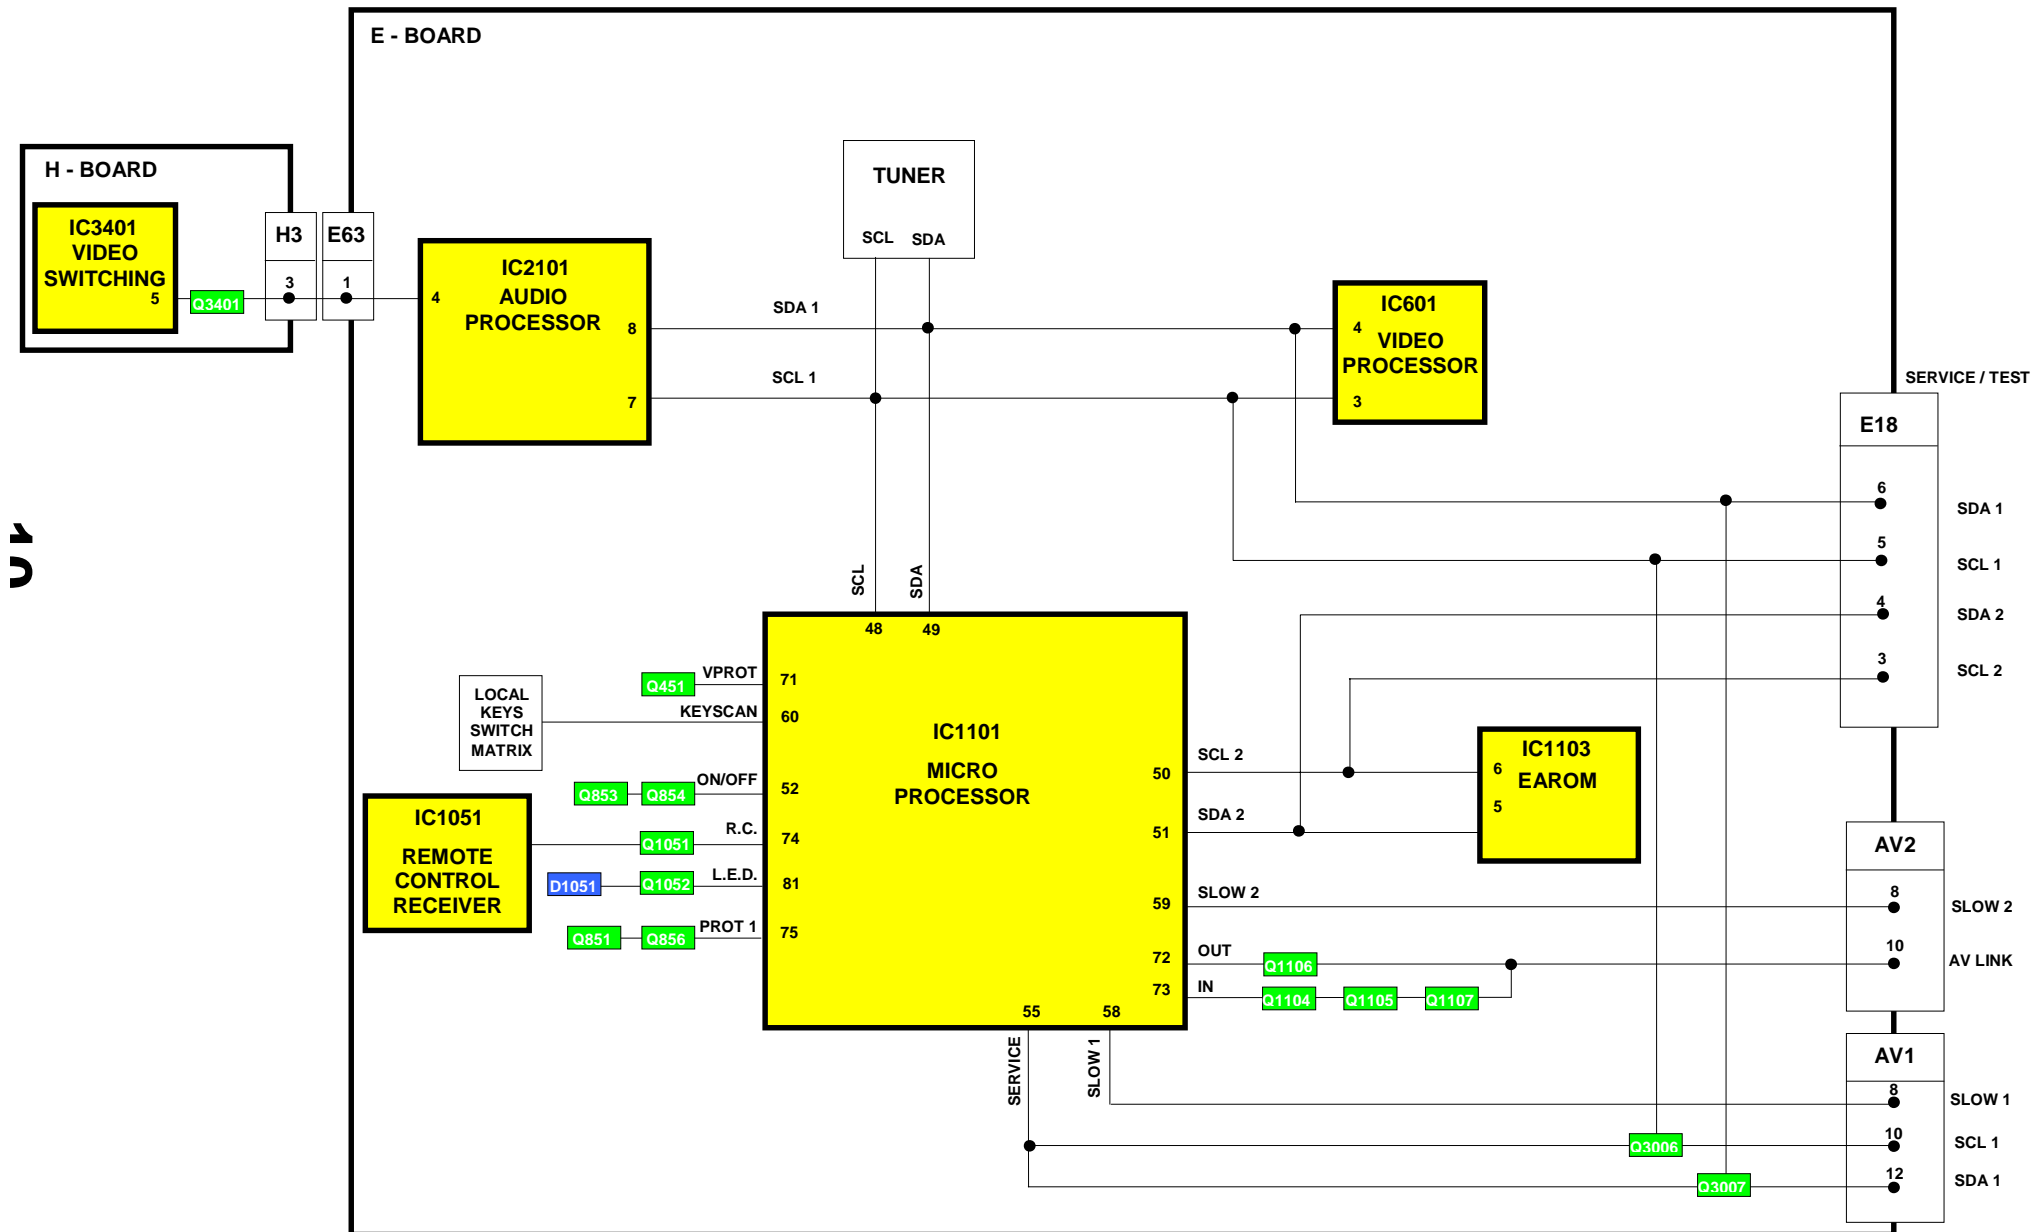 E - BOARD
H - BOARD
IC3401
VIDEO
SWITCHING
5
Q3401
H3
3
E63
1
IC2101
AUDIO
PROCESSOR
4
8
7
TUNER
SCL SDA
SDA 1
SCL 1
IC601
4
VIDEO
PROCESSOR
3
SERVICE / TEST
E18
6
SDA 1
5
SCL 1
4
SDA 2
3
SCL 2
SCL
SDA
48 49
IC1101
MICRO
PROCESSOR
Q451
VPROT
71
LOCAL
KEYS
SWITCH
MATRIX
KEYSCAN
60
Q853
Q854
ON/OFF
52
IC1051
REMOTE
CONTROL
RECEIVER
Q1051
R.C.
74
D1051
Q1052
L.E.D.
81
Q851
Q856
PROT 1
75
50
SCL 2
51
SDA 2
IC1103
6
EAROM
5
59
SLOW 2
72
OUT
Q1106
73
IN
Q1104
Q1105
Q1107
55 58
SERVICE
SLOW 1
AV2
8
SLOW 2
10
AV LINK
AV1
8
SLOW 1
Q3006
10
SCL 1
Q3007
12
SDA 1